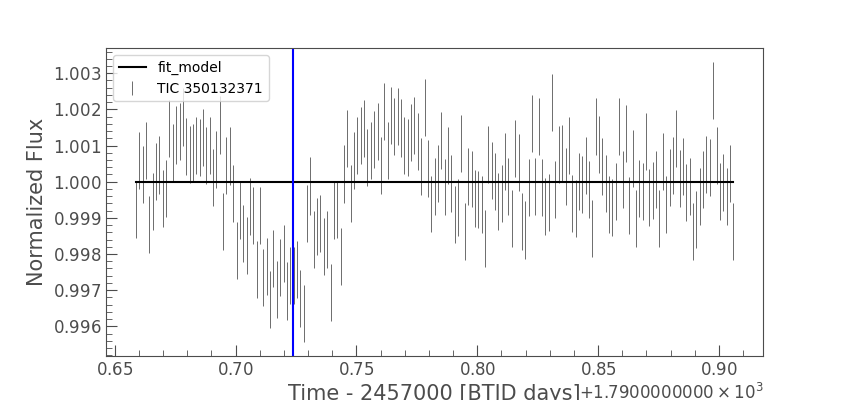 fit_model
TIC 350132371
1.003
1.002
1.001
1.000
0.999
0.998
0.997
0.996
Normalized Flux
0.65 0.70 0.75 0.80 0.85 0.90
Time - 2457000 [BTJD days] +1.7900000000 × 10³